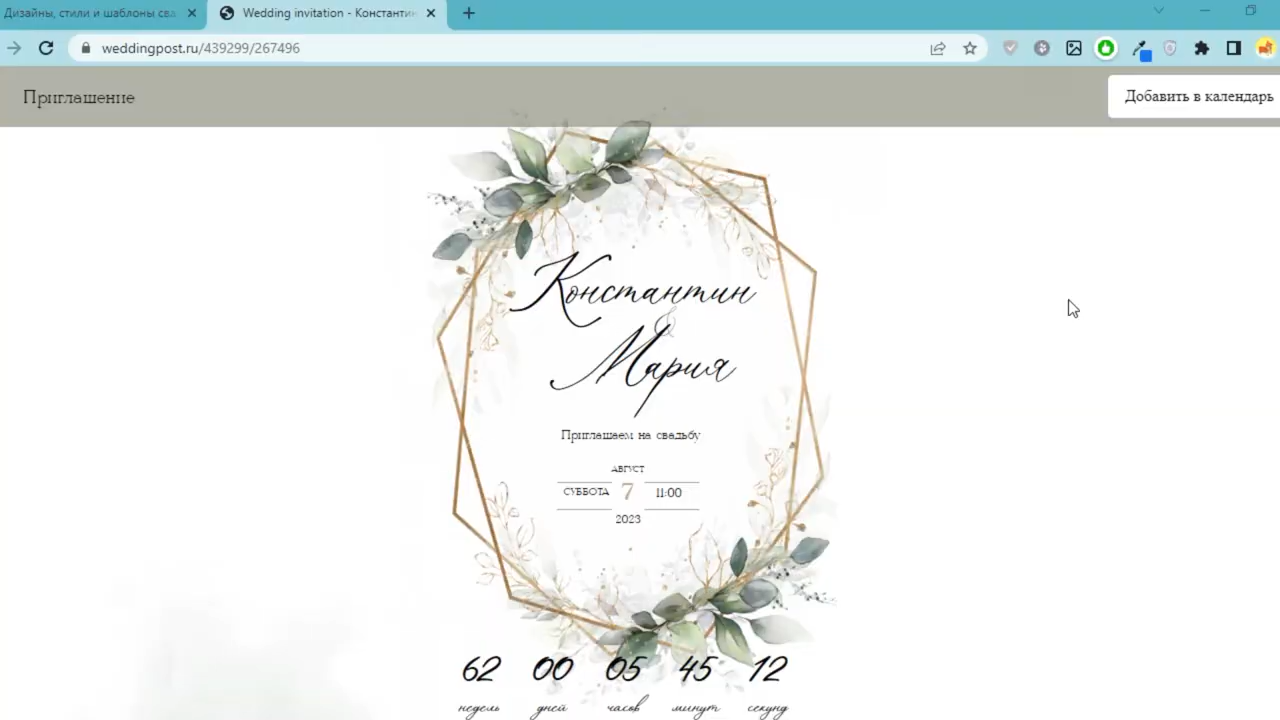 Дизайны, стили и шаблоны сва
Wedding invitation - Константин
weddingpost.ru/439299/267496
Приглашение
Добавить в календарь
Константин
&
Мария
Приглашаем на свадьбу
АВГУСТ
СУББОТА 7 11:00
2023
62 00 05 45 12
недель дней часов минут секунд